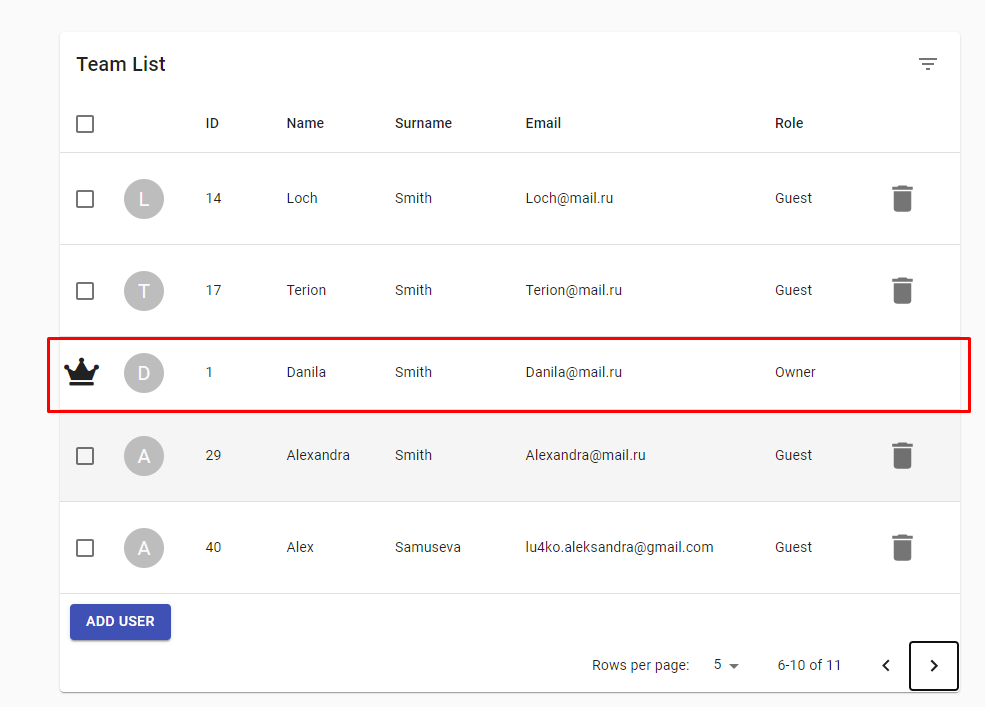 Team List
ID Name Surname Email Role
L 14 Loch Smith Loch@mail.ru Guest
T 17 Terion Smith Terion@mail.ru Guest
D 1 Danila Smith Danila@mail.ru Owner
A 29 Alexandra Smith Alexandra@mail.ru Guest
A 40 Alex Samuseva lu4ko.aleksandra@gmail.com Guest
ADD USER
Rows per page: 5 6-10 of 11